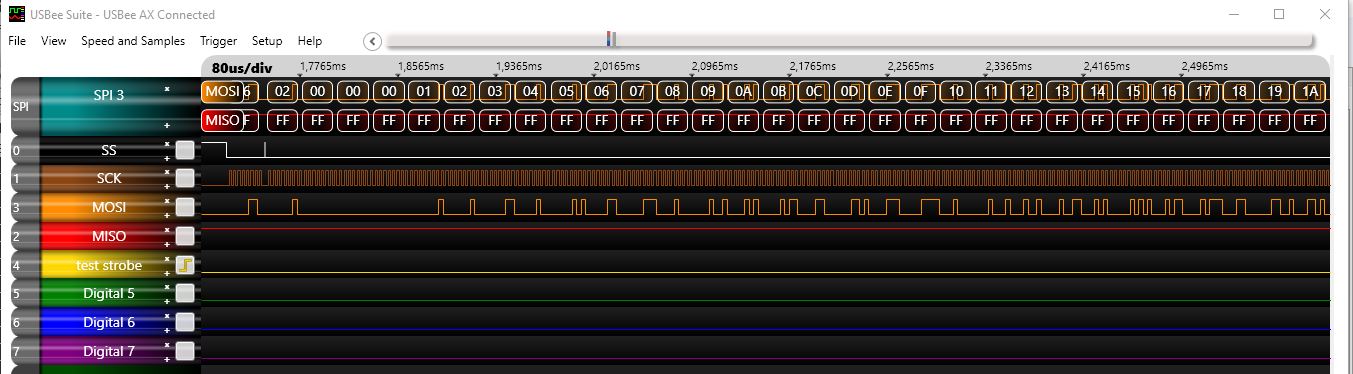 USBee Suite - USBee AX Connected
File View Speed and Samples Trigger Setup Help
80us/div 1,7765ms 1,8565ms 1,9365ms 2,0165ms 2,0965ms 2,1765ms 2,2565ms 2,3365ms 2,4165ms 2,4965ms
SPI SPI 3 x + MOSI 6 02 00 00 00 01 02 03 04 05 06 07 08 09 0A 0B 0C 0D 0E 0F 10 11 12 13 14 15 16 17 18 19 1A
MISO F FF FF FF FF FF FF FF FF FF FF FF FF FF FF FF FF FF FF FF FF FF FF FF FF FF FF FF FF FF FF
0 SS x +
1 SCK x +
3 MOSI x +
2 MISO x +
4 test strobe x +
5 Digital 5 x +
6 Digital 6 x +
7 Digital 7 x +